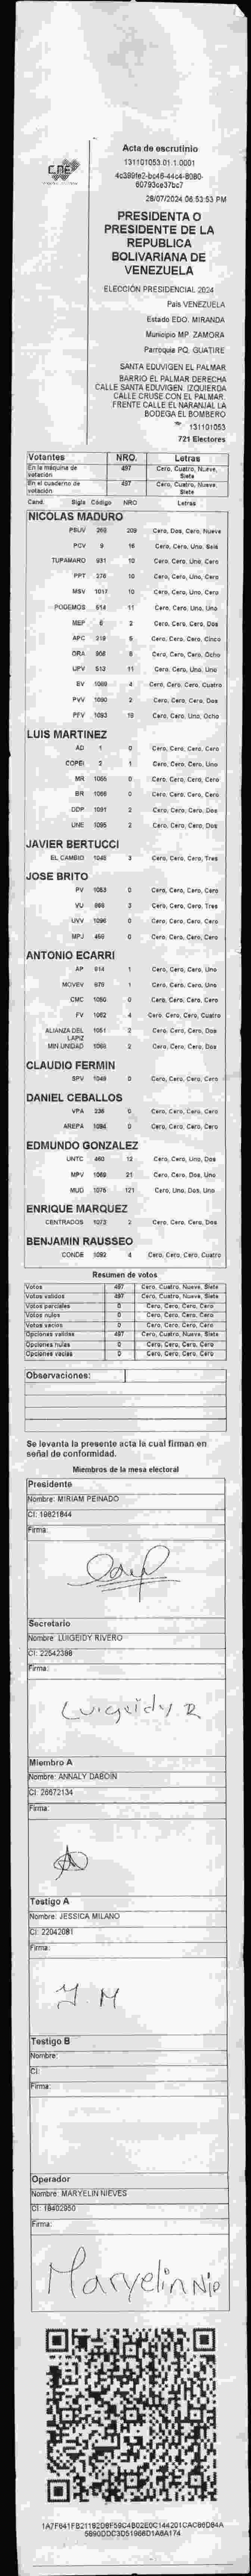 CNE
Acta de escrutinio
131101053.01.1.0001
28/07/2024 08:53:53 PM
PRESIDENTA O
PRESIDENTE DE LA
REPUBLICA
BOLIVARIANA DE
VENEZUELA
ELECCIÓN PRESIDENCIAL 2024
País VENEZUELA
Estado EDO. MIRANDA
Municipio MP. ZAMORA
Parroquia PQ. GUATIRE
SANTA EDUVIGEN EL PALMAR
BARRIO EL PALMAR DERECHA
CALLE SANTA EDUVIGEN. IZQUIERDA
CALLE CRUSE CON EL PALMAR.
FRENTE CALLE EL NARANJAL LA
BODEGA EL BOMBERO
131101053
721 Electores
Votantes NRO. Letras
En la máquina de votación 497 Cero, Cuatro, Nueve, Siete
En el cuaderno de votación 497 Cero, Cuatro, Nueve, Siete
Cand. Sigla Código NRO Letras
NICOLAS MADURO
PSUV 209 Cero, Dos, Cero, Nueve
PCV 9 16 Cero, Cero, Uno, Seis
TUPAMARO 931 10 Cero, Cero, Uno, Cero
PPT 276 10 Cero, Cero, Uno, Cero
MSV 1017 10 Cero, Cero, Uno, Cero
PODEMOS 514 11 Cero, Cero, Uno, Uno
MEP 6 2 Cero, Cero, Cero, Dos
APC 219 5 Cero, Cero, Cero, Cinco
ORA 906 8 Cero, Cero, Cero, Ocho
UPV 513 11 Cero, Cero, Uno, Uno
EV 1089 4 Cero, Cero, Cero, Cuatro
PVV 1090 2 Cero, Cero, Cero, Dos
PFV 1093 18 Cero, Cero, Uno, Ocho
LUIS MARTINEZ
AD 1 0 Cero, Cero, Cero, Cero
COPEI 2 1 Cero, Cero, Cero, Uno
MR 1055 0 Cero, Cero, Cero, Cero
BR 1066 0 Cero, Cero, Cero, Cero
DDP 1091 2 Cero, Cero, Cero, Dos
UNE 1095 2 Cero, Cero, Cero, Dos
JAVIER BERTUCCI
EL CAMBIO 1048 3 Cero, Cero, Cero, Tres
JOSE BRITO
PV 1053 0 Cero, Cero, Cero, Cero
VU 968 3 Cero, Cero, Cero, Tres
UVV 1096 0 Cero, Cero, Cero, Cero
MPJ 456 0 Cero, Cero, Cero, Cero
ANTONIO ECARRI
AP 914 1 Cero, Cero, Cero, Uno
MOVEV 679 1 Cero, Cero, Cero, Uno
CMC 1050 0 Cero, Cero, Cero, Cero
FV 1052 4 Cero, Cero, Cero, Cuatro
ALIANZA DEL LAPIZ 1051 2 Cero, Cero, Cero, Dos
MIN UNIDAD 1065 2 Cero, Cero, Cero, Dos
CLAUDIO FERMIN
SPV 1049 0 Cero, Cero, Cero, Cero
DANIEL CEBALLOS
VPA 236 0 Cero, Cero, Cero, Cero
AREPA 1094 0 Cero, Cero, Cero, Cero
EDMUNDO GONZALEZ
UNTC 460 12 Cero, Cero, Uno, Dos
MPV 1069 21 Cero, Cero, Dos, Uno
MUD 1075 121 Cero, Uno, Dos, Uno
ENRIQUE MARQUEZ
CENTRADOS 1073 2 Cero, Cero, Cero, Dos
BENJAMIN RAUSSEO
CONDE 1092 4 Cero, Cero, Cero, Cuatro
Resumen de votos
Votos 497 Cero, Cuatro, Nueve, Siete
Votos validos 497 Cero, Cuatro, Nueve, Siete
Votos parciales 0 Cero, Cero, Cero, Cero
Votos nulos 0 Cero, Cero, Cero, Cero
Votos vacios 0 Cero, Cero, Cero, Cero
Opciones validas 497 Cero, Cuatro, Nueve, Siete
Opciones nulas 0 Cero, Cero, Cero, Cero
Opciones vacias 0 Cero, Cero, Cero, Cero
Observaciones:
Se levanta la presente acta la cual firman en
señal de conformidad.
Miembros de la mesa electoral
Presidente
Nombre: MIRIAM PEINADO
CI: 19821844
Firma:
Secretario
Nombre: LUIGEIDY RIVERO
CI: 22542388
Firma:
Luigeidy R
Miembro A
Nombre: ANNALY DABOIN
CI: 26672134
Firma:
Testigo A
Nombre: JESSICA MILANO
CI: 22042081
Firma:
J. M
Testigo B
Nombre:
CI:
Firma:
Operador
Nombre: MARYELIN NIEVES
CI: 18402950
Firma:
Maryelin Nie